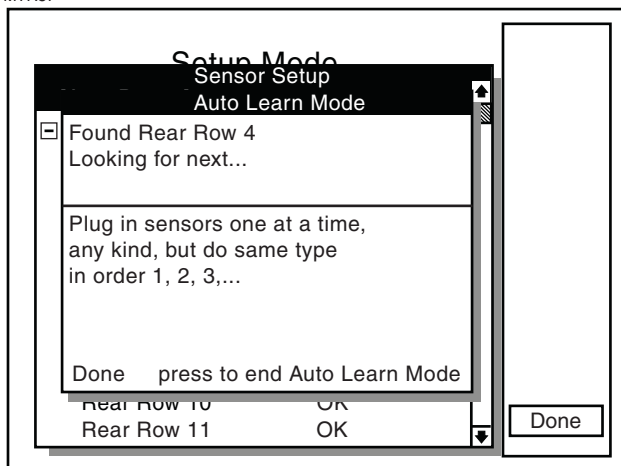 Setup Mode
Sensor Setup
Auto Learn Mode
Found Rear Row 4
Looking for next...
Plug in sensors one at a time,
any kind, but do same type
in order 1, 2, 3,...
Done press to end Auto Learn Mode
Rear Row 10 OK
Rear Row 11 OK
Done